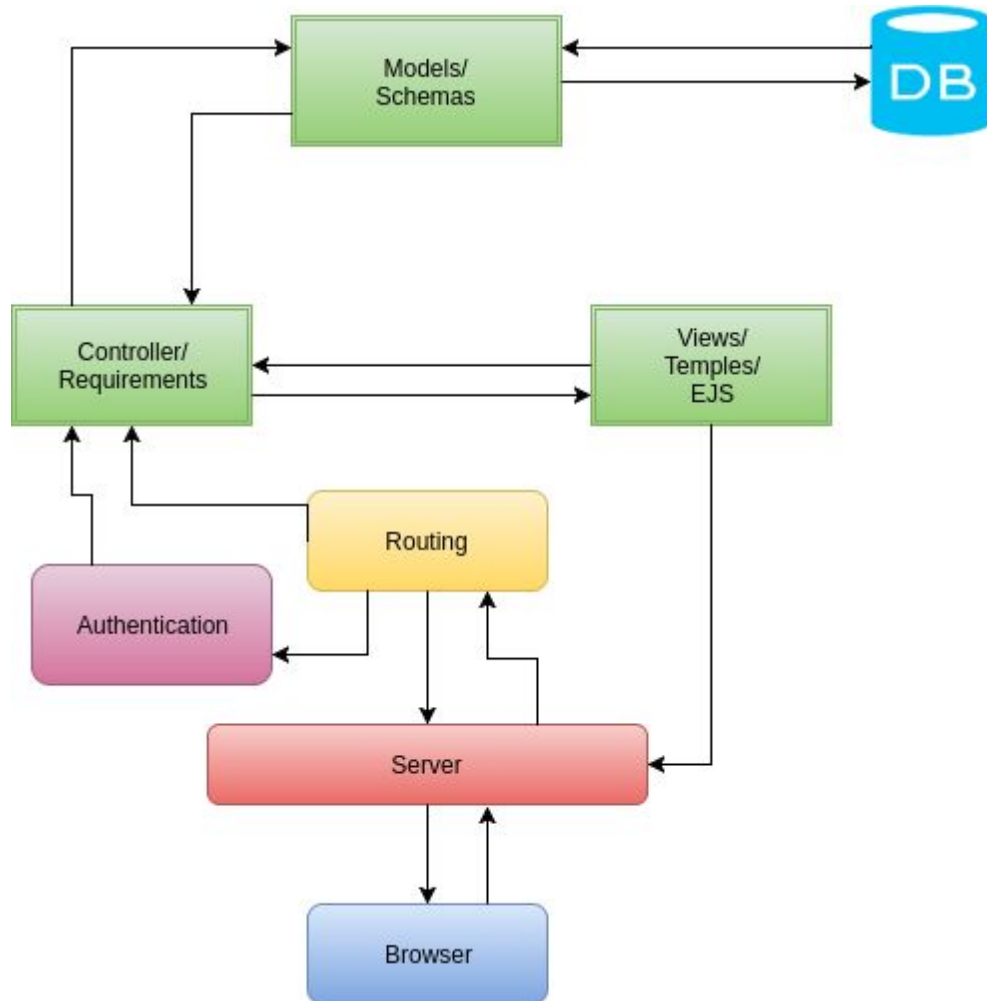 Models/
Schemas
DB
Controller/
Requirements
Views/
Temples/
EJS
Routing
Authentication
Server
Browser